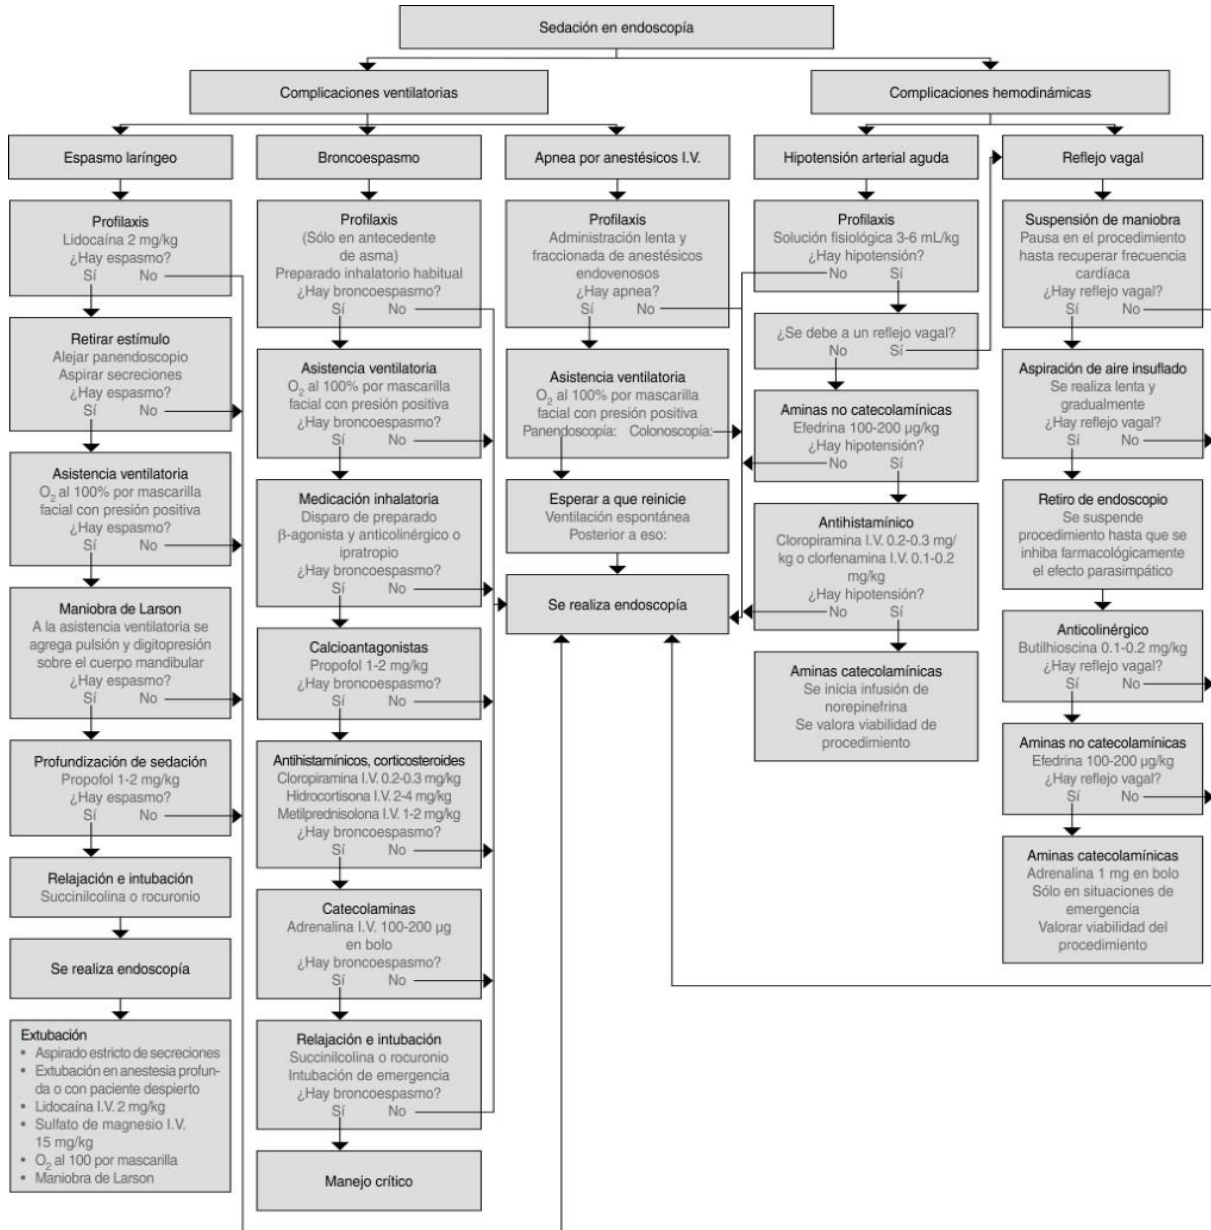 Sedación en endoscopía
Complicaciones ventilatorias
Complicaciones hemodinámicas
Espasmo laríngeo
Broncoespasmo
Apnea por anestésicos I.V.
Hipotensión arterial aguda
Reflejo vagal
Profilaxis
Lidocaína 2 mg/kg
¿Hay espasmo?
Sí No
Retirar estímulo
Alejar panendoscopio
Aspirar secreciones
¿Hay espasmo?
Sí No
Asistencia ventilatoria
O2 al 100% por mascarilla
facial con presión positiva
¿Hay espasmo?
Sí No
Maniobra de Larson
A la asistencia ventilatoria se
agrega pulsión y digitopresión
sobre el cuerpo mandibular
¿Hay espasmo?
Sí No
Profundización de sedación
Propofol 1-2 mg/kg
¿Hay espasmo?
Sí No
Relajación e intubación
Succinilcolina o rocuronio
Se realiza endoscopía
Extubación
• Aspirado estricto de secreciones
• Extubación en anestesia profun-
da o con paciente despierto
• Lidocaína I.V. 2 mg/kg
• Sulfato de magnesio I.V.
15 mg/kg
• O2 al 100 por mascarilla
• Maniobra de Larson
Profilaxis
(Sólo en antecedente
de asma)
Preparado inhalatorio habitual
¿Hay broncoespasmo?
Sí No
Asistencia ventilatoria
O2 al 100% por mascarilla
facial con presión positiva
¿Hay broncoespasmo?
Sí No
Medicación inhalatoria
Disparo de preparado
β-agonista y anticolinérgico o
ipratropio
¿Hay broncoespasmo?
Sí No
Calcioantagonistas
Propofol 1-2 mg/kg
¿Hay broncoespasmo?
Sí No
Antihistamínicos, corticosteroides
Cloropiramina I.V. 0.2-0.3 mg/kg
Hidrocortisona I.V. 2-4 mg/kg
Metilprednisolona I.V. 1-2 mg/kg
¿Hay broncoespasmo?
Sí No
Catecolaminas
Adrenalina I.V. 100-200 µg
en bolo
¿Hay broncoespasmo?
Sí No
Relajación e intubación
Succinilcolina o rocuronio
Intubación de emergencia
¿Hay broncoespasmo?
Sí No
Manejo crítico
Profilaxis
Administración lenta y
fraccionada de anestésicos
endovenosos
¿Hay apnea?
Sí No
Asistencia ventilatoria
O2 al 100% por mascarilla
facial con presión positiva
Panendoscopía: Colonoscopía:
Esperar a que reinicie
Ventilación espontánea
Posterior a eso:
Se realiza endoscopía
Profilaxis
Solución fisiológica 3-6 mL/kg
¿Hay hipotensión?
No Sí
¿Se debe a un reflejo vagal?
No Sí
Aminas no catecolamínicas
Efedrina 100-200 µg/kg
¿Hay hipotensión?
No Sí
Antihistamínico
Cloropiramina I.V. 0.2-0.3 mg/
kg o clorfenamina I.V. 0.1-0.2
mg/kg
¿Hay hipotensión?
No Sí
Aminas catecolamínicas
Se inicia infusión de
norepinefrina
Se valora viabilidad de
procedimiento
Suspensión de maniobra
Pausa en el procedimiento
hasta recuperar frecuencia
cardíaca
¿Hay reflejo vagal?
Sí No
Aspiración de aire insuflado
Se realiza lenta y
gradualmente
¿Hay reflejo vagal?
Sí No
Retiro de endoscopio
Se suspende
procedimiento hasta que se
inhiba farmacológicamente
el efecto parasimpático
Anticolinérgico
Butilhioscina 0.1-0.2 mg/kg
¿Hay reflejo vagal?
Sí No
Aminas no catecolamínicas
Efedrina 100-200 µg/kg
¿Hay reflejo vagal?
Sí No
Aminas catecolamínicas
Adrenalina 1 mg en bolo
Sólo en situaciones de
emergencia
Valorar viabilidad del
procedimiento